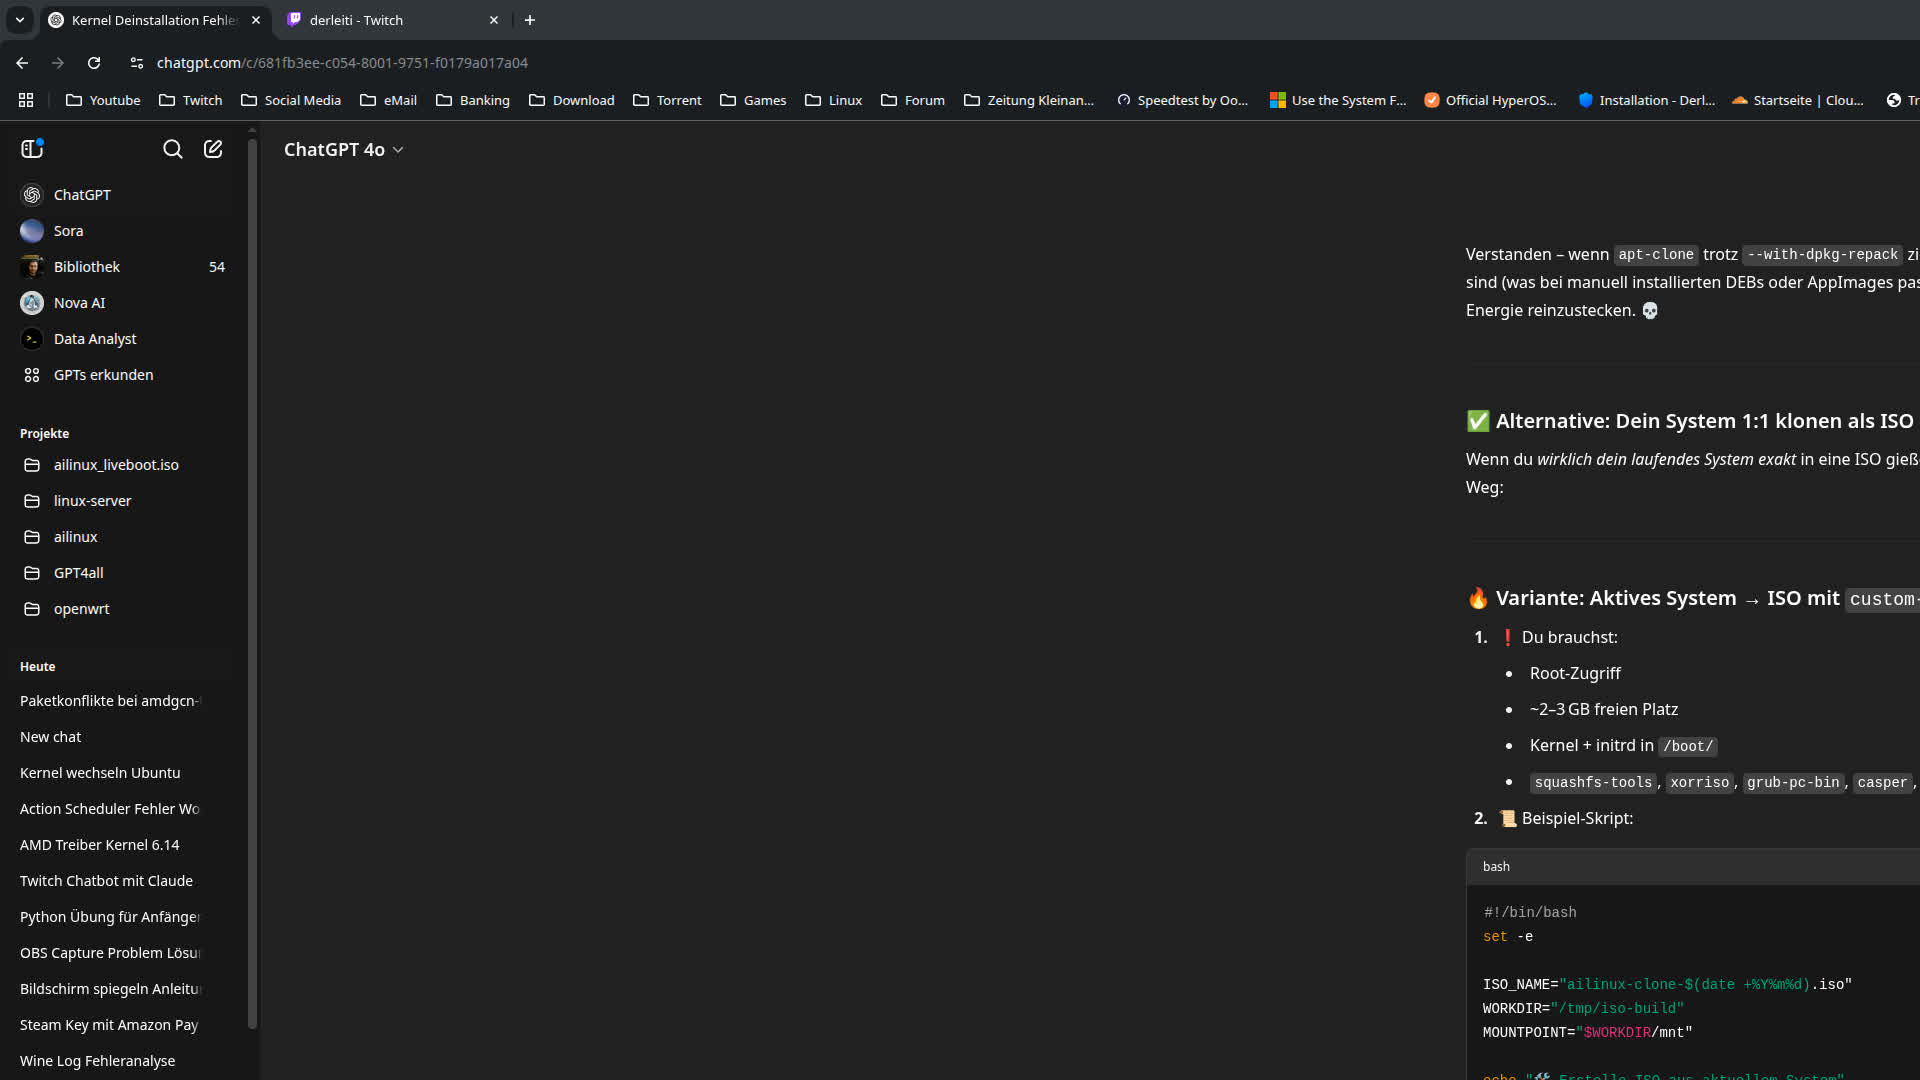 Kernel Deinstallation Fehle
derleiti - Twitch
chatgpt.com/c/681fb3ee-c054-8001-9751-f0179a017a04
Youtube
Twitch
Social Media
eMail
Banking
Download
Torrent
Games
Linux
Forum
Zeitung Kleinan...
Speedtest by Oo...
Use the System F...
Official HyperOS...
Installation - Derl...
Startseite | Clou...
Tr
ChatGPT 4o
ChatGPT
Sora
Bibliothek 54
Nova AI
Data Analyst
GPTs erkunden
Projekte
ailinux_liveboot.iso
linux-server
ailinux
GPT4all
openwrt
Heute
Paketkonflikte bei amdgcn-
New chat
Kernel wechseln Ubuntu
Action Scheduler Fehler Wo
AMD Treiber Kernel 6.14
Twitch Chatbot mit Claude
Python Übung für Anfänger
OBS Capture Problem Lösu
Bildschirm spiegeln Anleitu
Steam Key mit Amazon Pay
Wine Log Fehleranalyse
Verstanden – wenn apt-clone trotz --with-dpkg-repack zi
sind (was bei manuell installierten DEBs oder AppImages pas
Energie reinzustecken. 💀
✅ Alternative: Dein System 1:1 klonen als ISO
Wenn du wirklich dein laufendes System exakt in eine ISO gieß
Weg:
🔥 Variante: Aktives System → ISO mit custom-
1. ❗ Du brauchst:
• Root-Zugriff
• ~2–3 GB freien Platz
• Kernel + initrd in /boot/
• squashfs-tools, xorriso, grub-pc-bin, casper,
2. 📜 Beispiel-Skript:
bash
#!/bin/bash
set -e
ISO_NAME="ailinux-clone-$(date +%Y%m%d).iso"
WORKDIR="/tmp/iso-build"
MOUNTPOINT="$WORKDIR/mnt"
echo "🛠 Erstelle ISO aus aktuellem System"